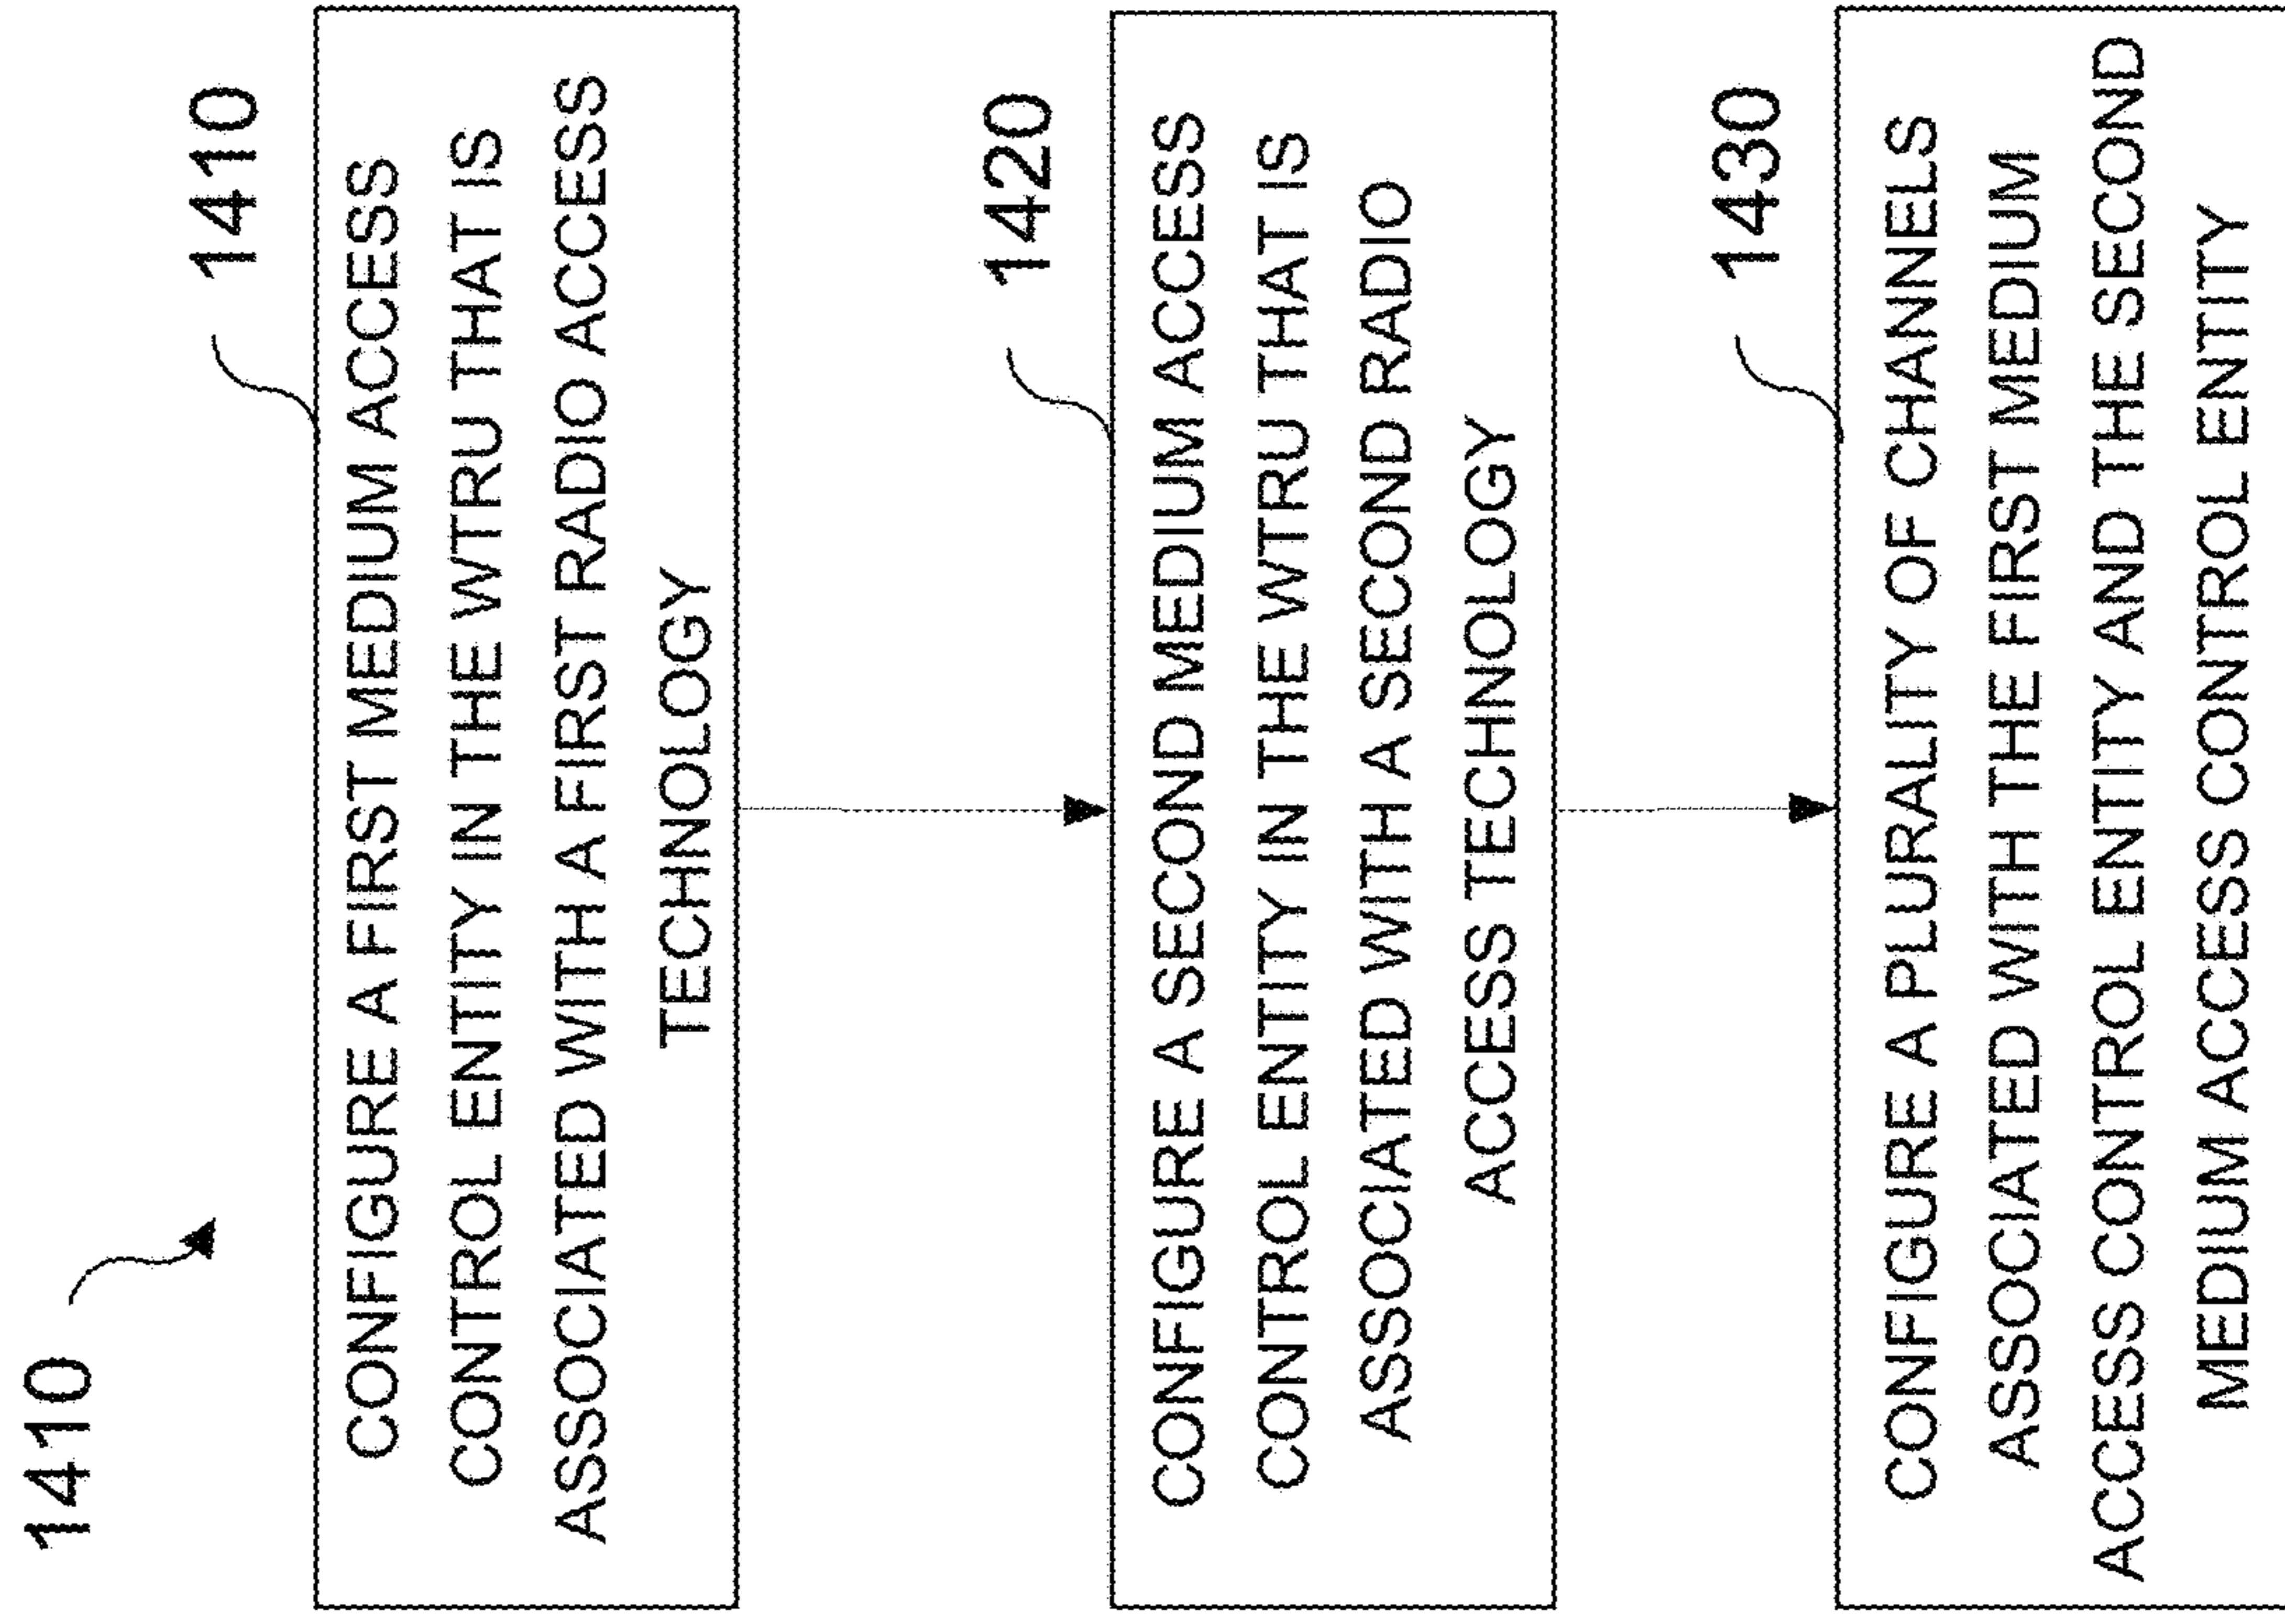 1410
1410
CONFIGURE A FIRST MEDIUM ACCESS
CONTROL ENTITY IN THE WTRU THAT IS
ASSOCIATED WITH A FIRST RADIO ACCESS
TECHNOLOGY
1420
CONFIGURE A SECOND MEDIUM ACCESS
CONTROL ENTITY IN THE WTRU THAT IS
ASSOCIATED WITH A SECOND RADIO
ACCESS TECHNOLOGY
1430
CONFIGURE A PLURALITY OF CHANNELS
ASSOCIATED WITH THE FIRST MEDIUM
ACCESS CONTROL ENTITY AND THE SECOND
MEDIUM ACCESS CONTROL ENTITY